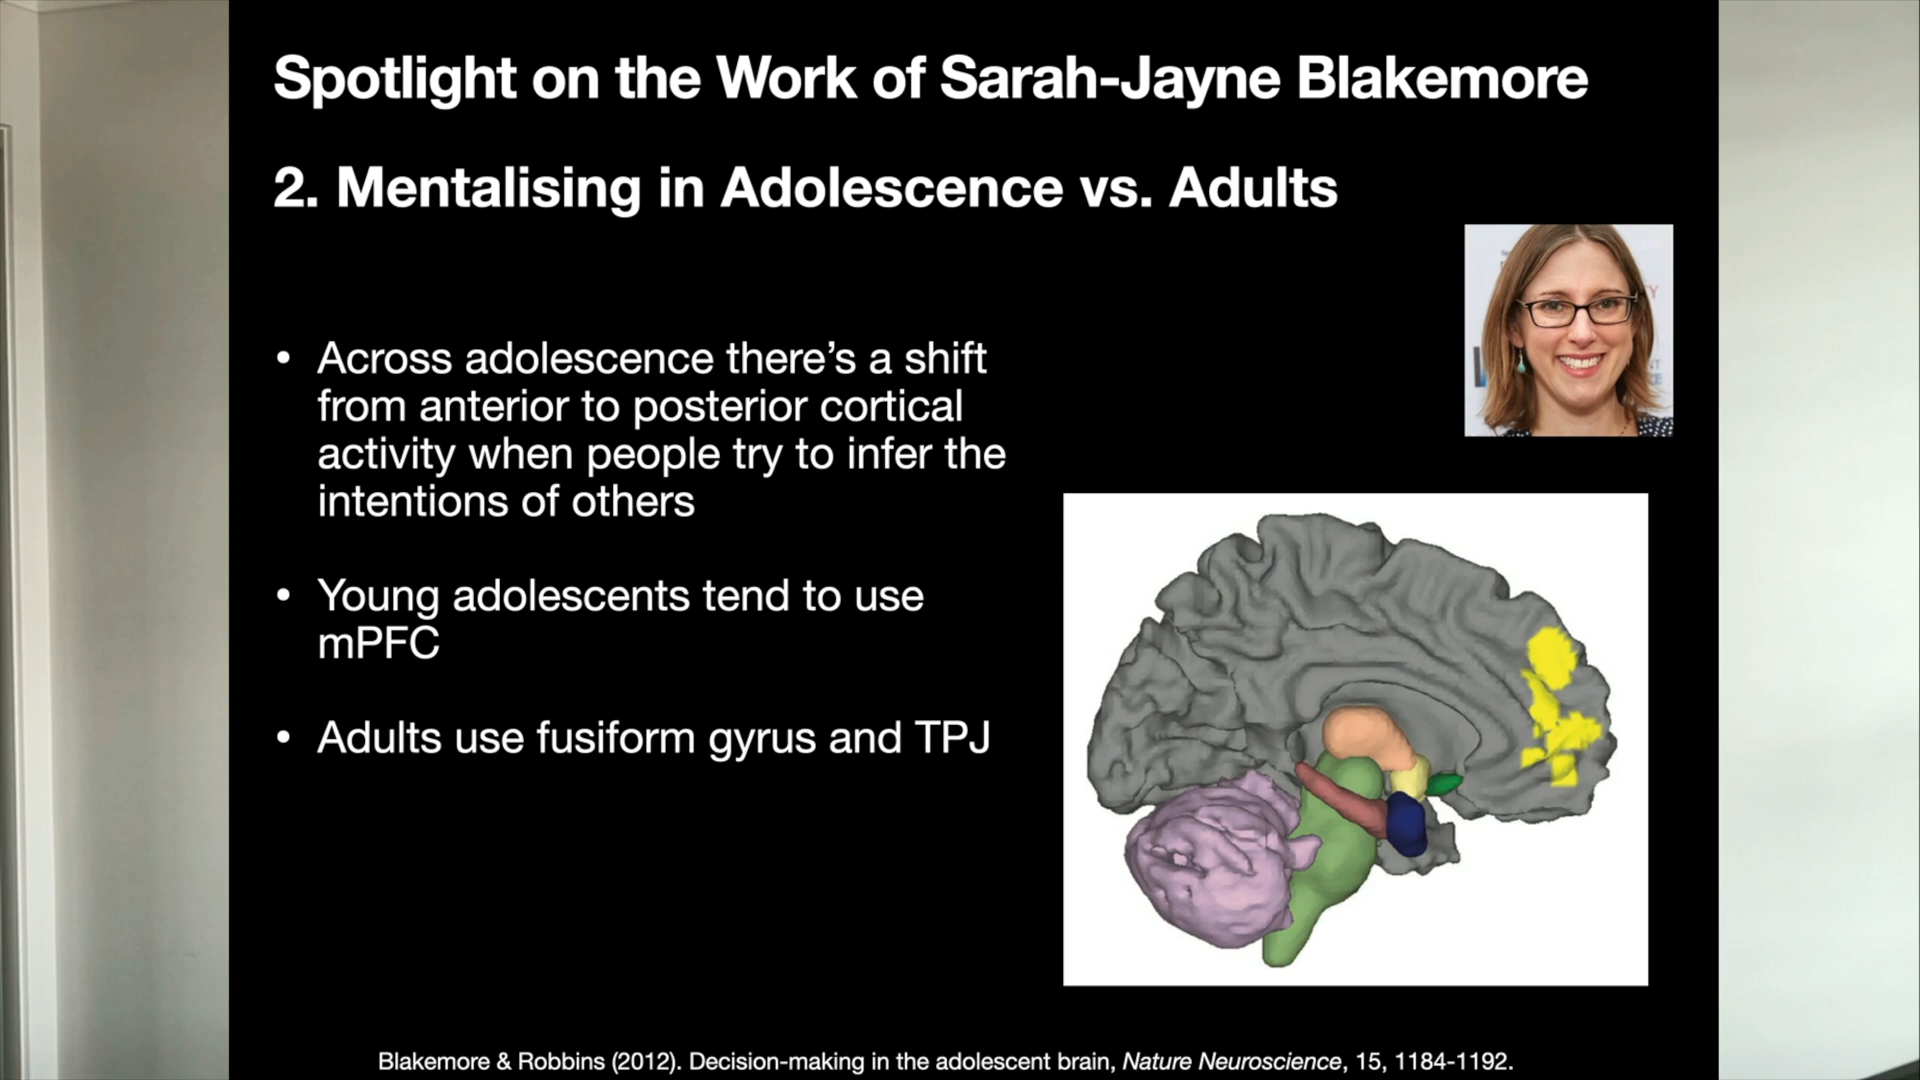 Spotlight on the Work of Sarah-Jayne Blakemore
2. Mentalising in Adolescence vs. Adults
• Across adolescence there’s a shift
from anterior to posterior cortical
activity when people try to infer the
intentions of others
• Young adolescents tend to use
mPFC
• Adults use fusiform gyrus and TPJ
Blakemore & Robbins (2012). Decision-making in the adolescent brain, Nature Neuroscience, 15, 1184-1192.